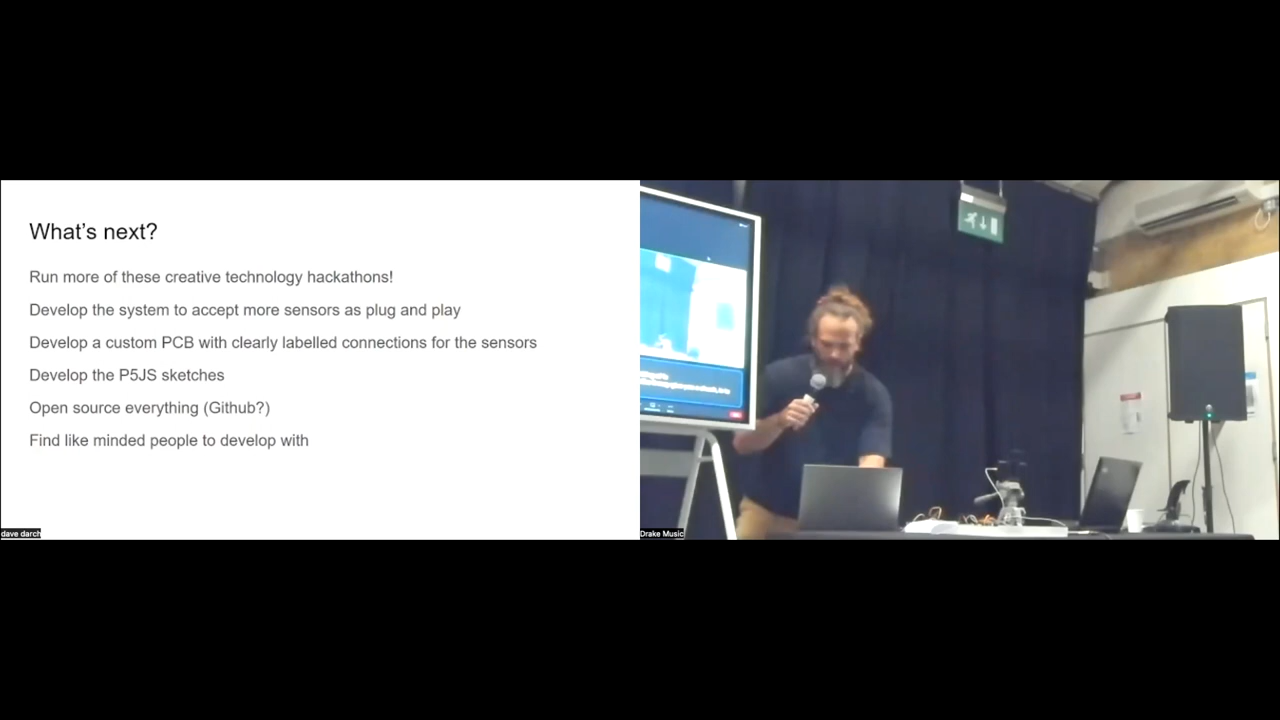 What's next?
Run more of these creative technology hackathons!
Develop the system to accept more sensors as plug and play
Develop a custom PCB with clearly labelled connections for the sensors
Develop the P5JS sketches
Open source everything (Github?)
Find like minded people to develop with
dave darch
Drake Music